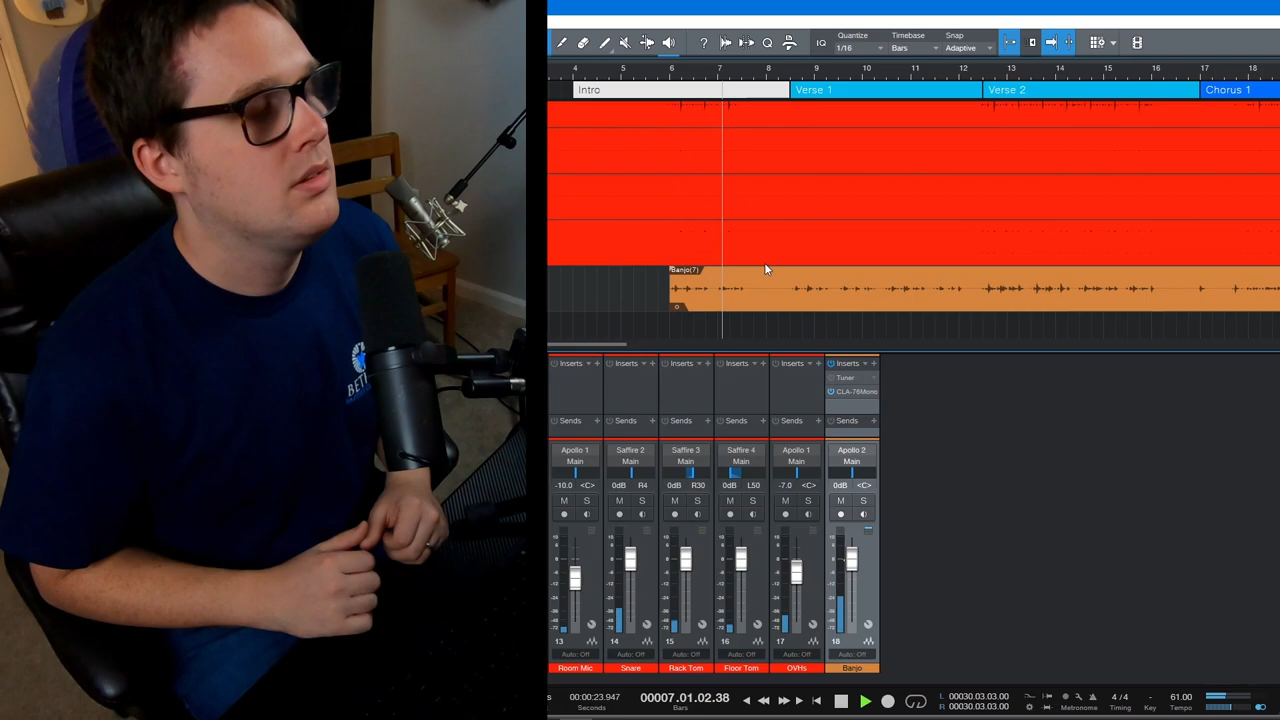 Quantize Timebase Snap
? IQ 1/16 Bars Adaptive
4 5 6 7 8 9 10 11 12 13 14 15 16 17 18
Intro Verse 1 Verse 2 Chorus 1
Banjo(7)
BETH
Inserts Inserts Inserts Inserts Inserts Inserts
Tuner
CLA-76Mono
Sends Sends Sends Sends Sends Sends
Apollo 1 Saffire 2 Saffire 3 Saffire 4 Apollo 1 Apollo 2
Main Main Main Main Main Main
-10.0 <C> 0dB R4 0dB R30 0dB L50 -7.0 <C> 0dB <C>
M S M S M S M S M S M S
13 14 15 16 17 18
Auto: Off Auto: Off Auto: Off Auto: Off Auto: Off Auto: Off
Room Mic Snare Rack Tom Floor Tom OVHs Banjo
s 00:00:23.947 00007.01.02.38 L 00030.03.03.00 4/4 - 61.00
Seconds Bars R 00030.03.03.00 Metronome Timing Key Tempo